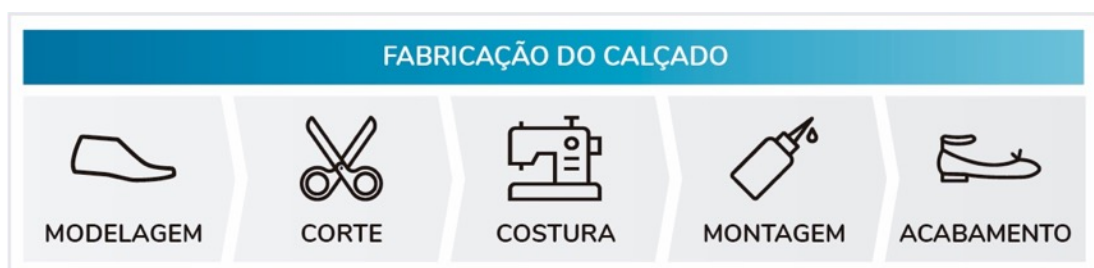 FABRICAÇÃO DO CALÇADO
MODELAGEM
CORTE
COSTURA
MONTAGEM
ACABAMENTO